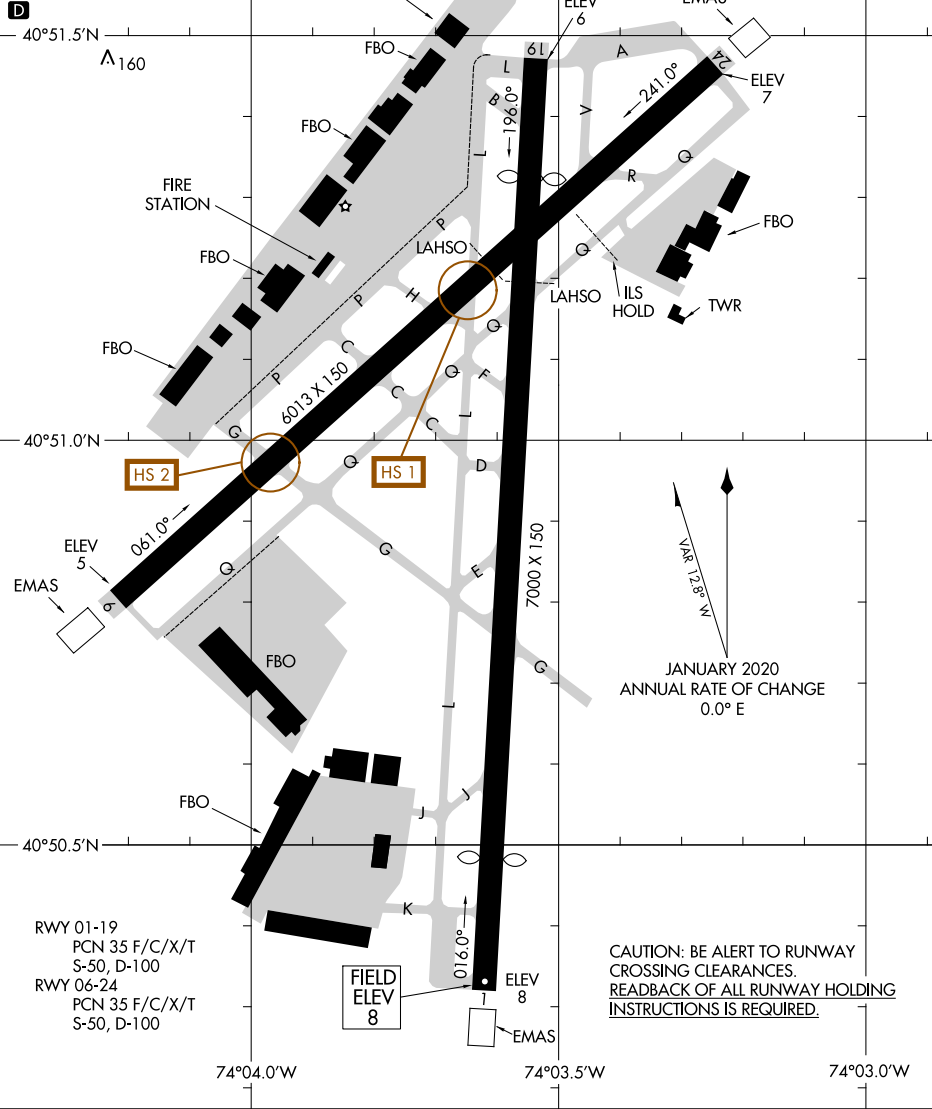 D
40°51.5'N
160
FBO
FBO
FIRE
STATION
FBO
FBO
ELEV
6
EMAS
19
A
24
ELEV
7
L
B
196.0°
V
241.0°
L
Q
R
FBO
P
LAHSO
Q
LAHSO
ILS
HOLD
TWR
H
P
Q
C
P
Q
F
C
6013 X 150
L
C
G
40°51.0'N
HS 2
Q
HS 1
D
061.0°
ELEV
5
EMAS
6
Q
G
E
7000 X 150
G
VAR 12.8° W
JANUARY 2020
ANNUAL RATE OF CHANGE
0.0° E
FBO
L
FBO
J
J
40°50.5'N
K
016.0°
RWY 01-19
PCN 35 F/C/X/T
S-50, D-100
RWY 06-24
PCN 35 F/C/X/T
S-50, D-100
FIELD
ELEV
8
1
ELEV
8
EMAS
CAUTION: BE ALERT TO RUNWAY
CROSSING CLEARANCES.
READBACK OF ALL RUNWAY HOLDING
INSTRUCTIONS IS REQUIRED.
74°04.0'W
74°03.5'W
74°03.0'W